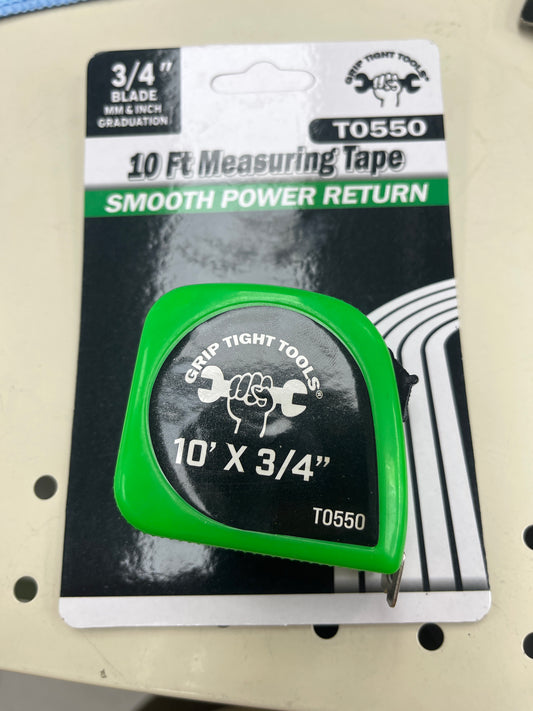 3/4"
BLADE
MM & INCH
GRADUATION
GRIP TIGHT TOOLS®
T0550
10 Ft Measuring Tape
SMOOTH POWER RETURN
GRIP TIGHT TOOLS®
10' X 3/4"
T0550